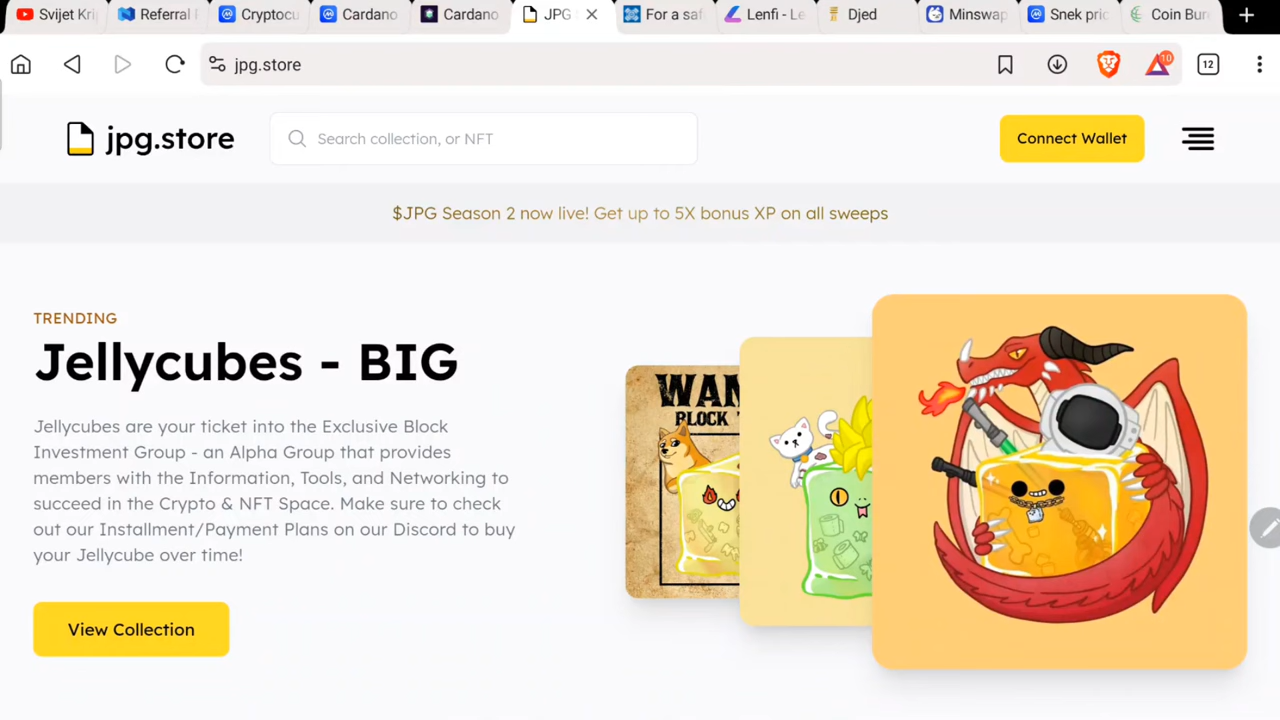 Svijet Kri
Referral
Cryptocu
Cardano
Cardano
JPG
For a saf
Lenfi - Le
Djed
Minswap
Snek pric
Coin Bur
jpg.store
10
12
jpg.store
Search collection, or NFT
Connect Wallet
$JPG Season 2 now live! Get up to 5X bonus XP on all sweeps
TRENDING
Jellycubes - BIG
Jellycubes are your ticket into the Exclusive Block
Investment Group - an Alpha Group that provides
members with the Information, Tools, and Networking to
succeed in the Crypto & NFT Space. Make sure to check
out our Installment/Payment Plans on our Discord to buy
your Jellycube over time!
View Collection
WAN
BLOCK